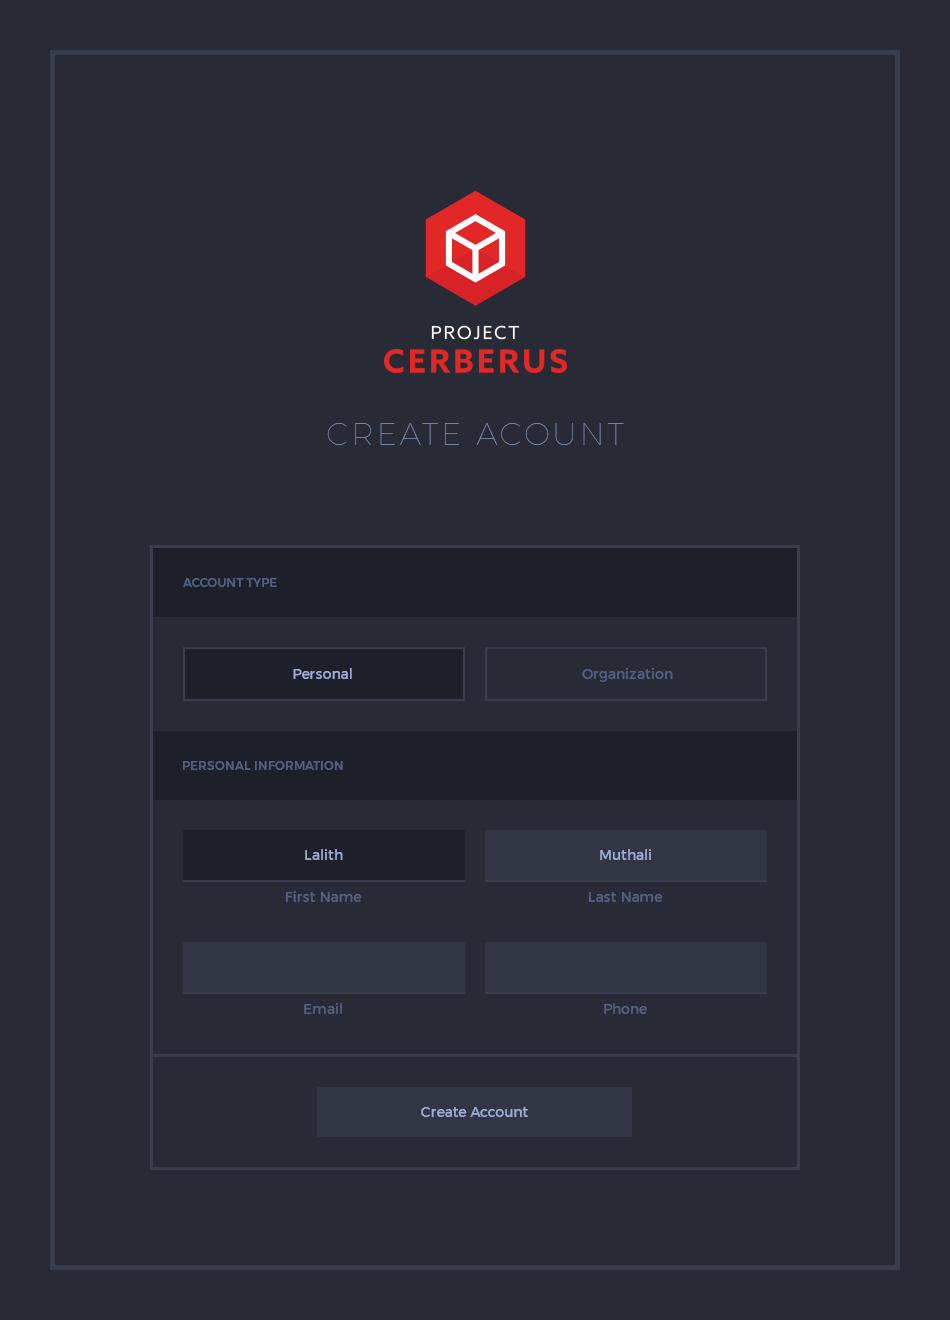 PROJECT
CERBERUS
CREATE ACOUNT
ACCOUNT TYPE
Personal Organization
PERSONAL INFORMATION
Lalith Muthali
First Name Last Name
Email Phone
Create Account